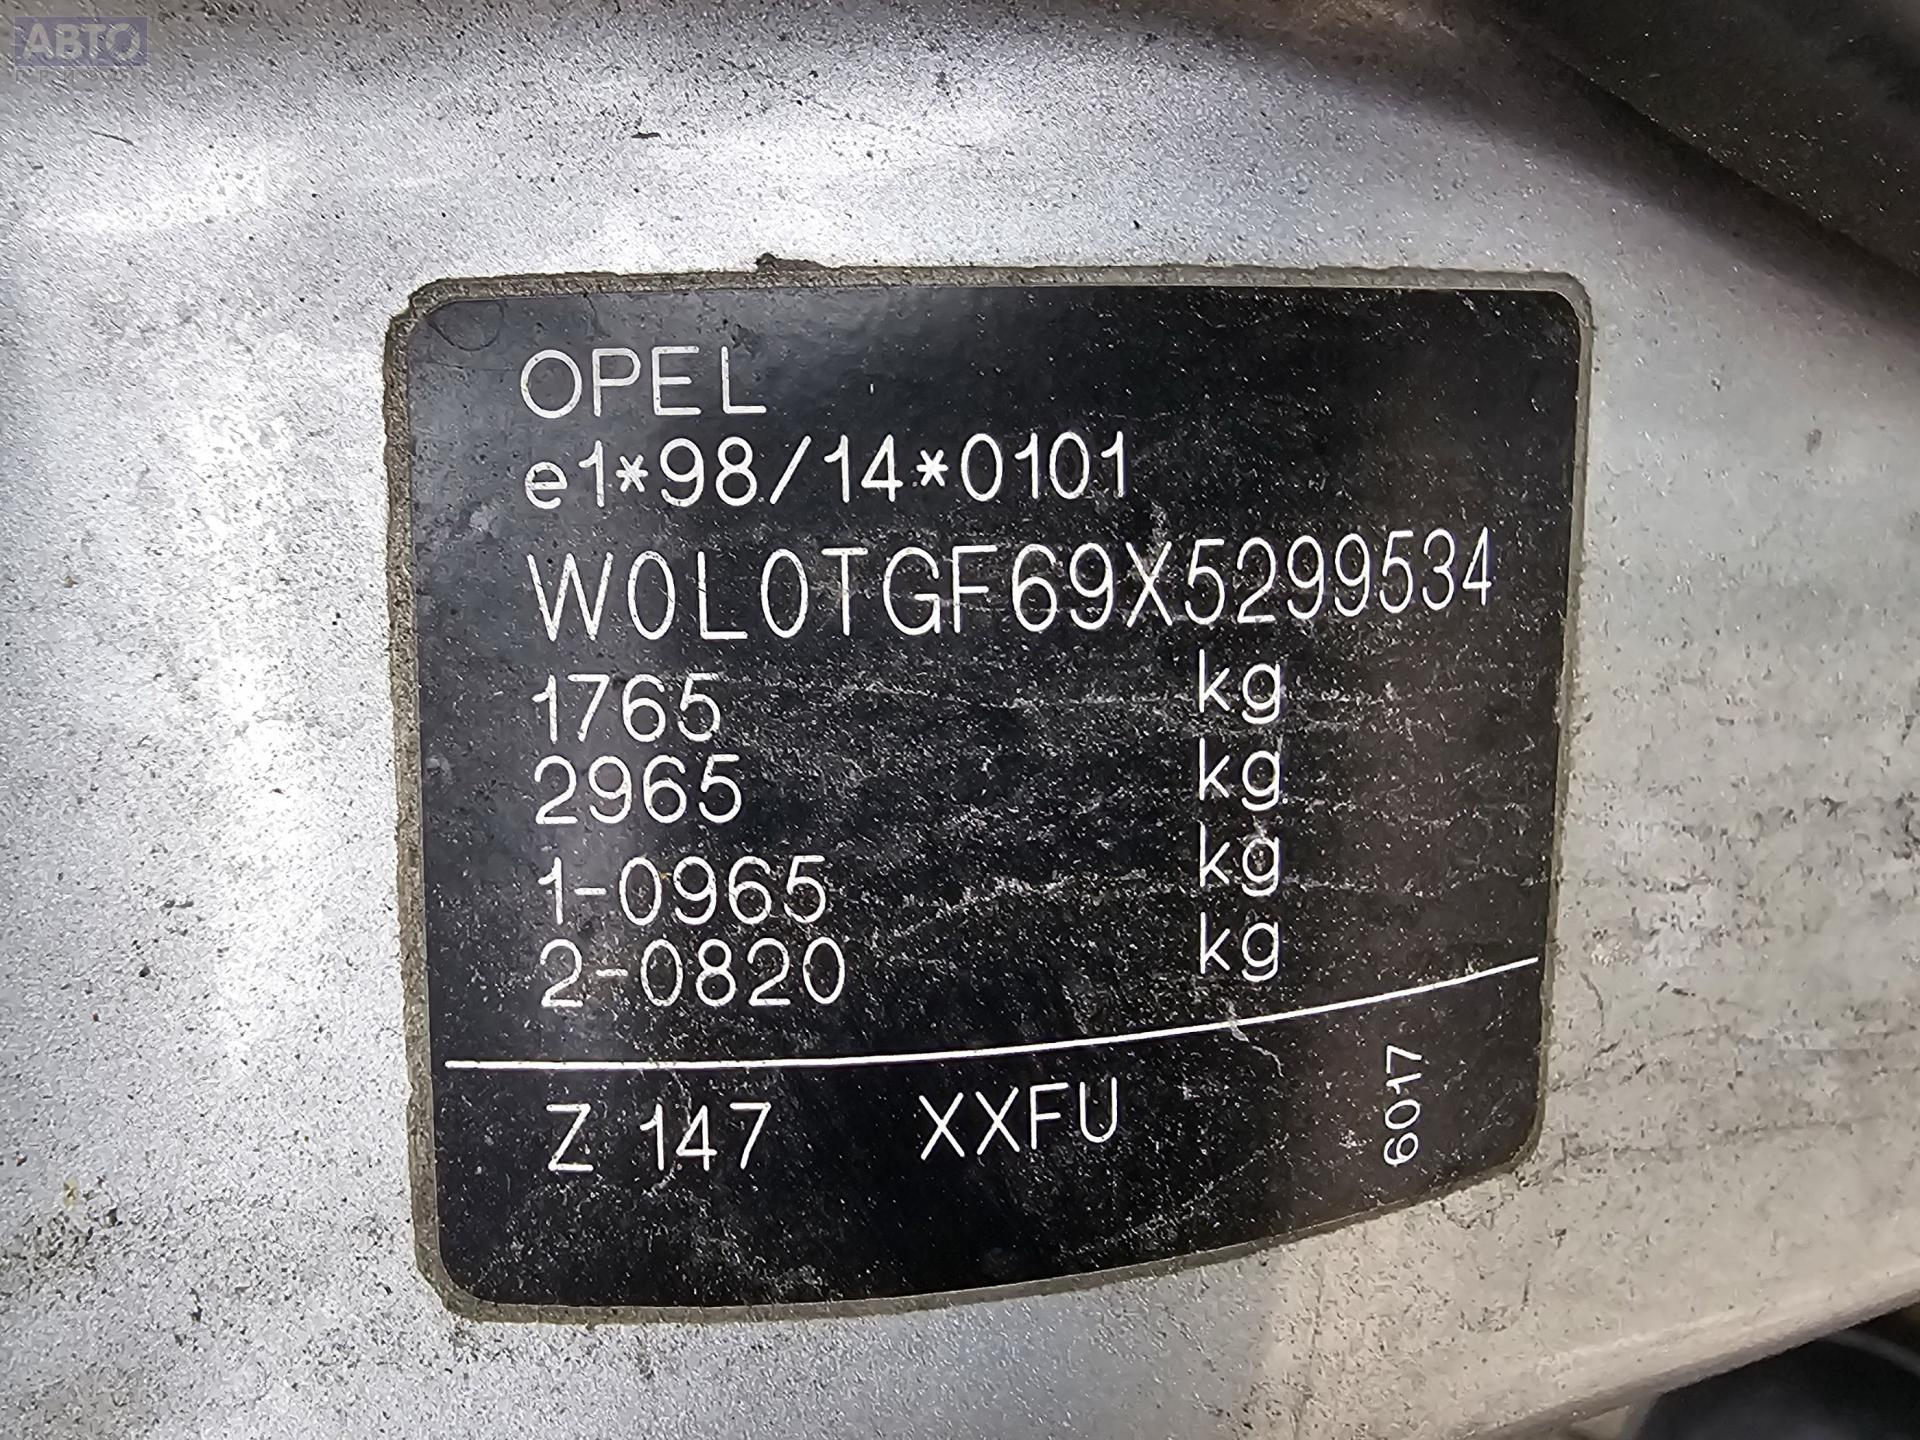 АВТО
OPEL
e1*98/14*0101
W0L0TGF69X5299534
1765 kg
2965 kg
1-0965 kg
2-0820 kg
Z 147 XXFU 6017